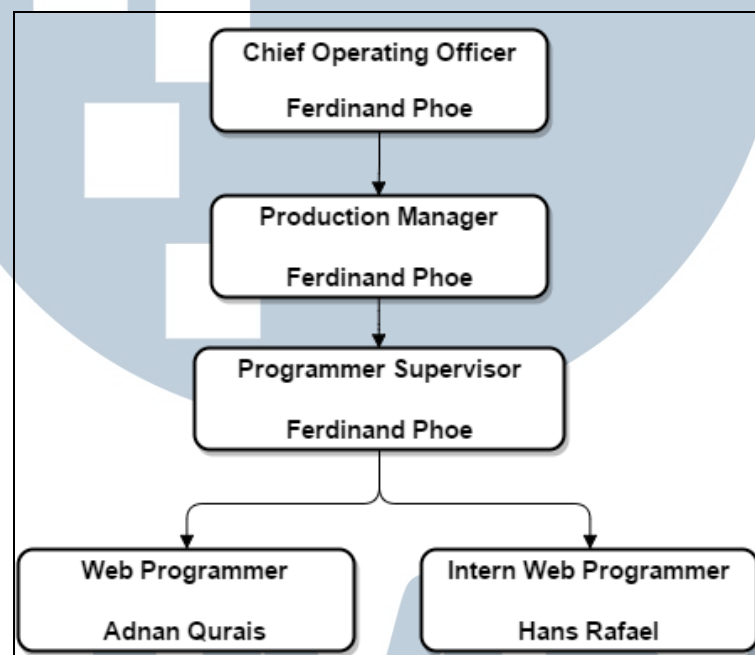 Chief Operating Officer
Ferdinand Phoe
Production Manager
Ferdinand Phoe
Programmer Supervisor
Ferdinand Phoe
Web Programmer
Adnan Qurais
Intern Web Programmer
Hans Rafael